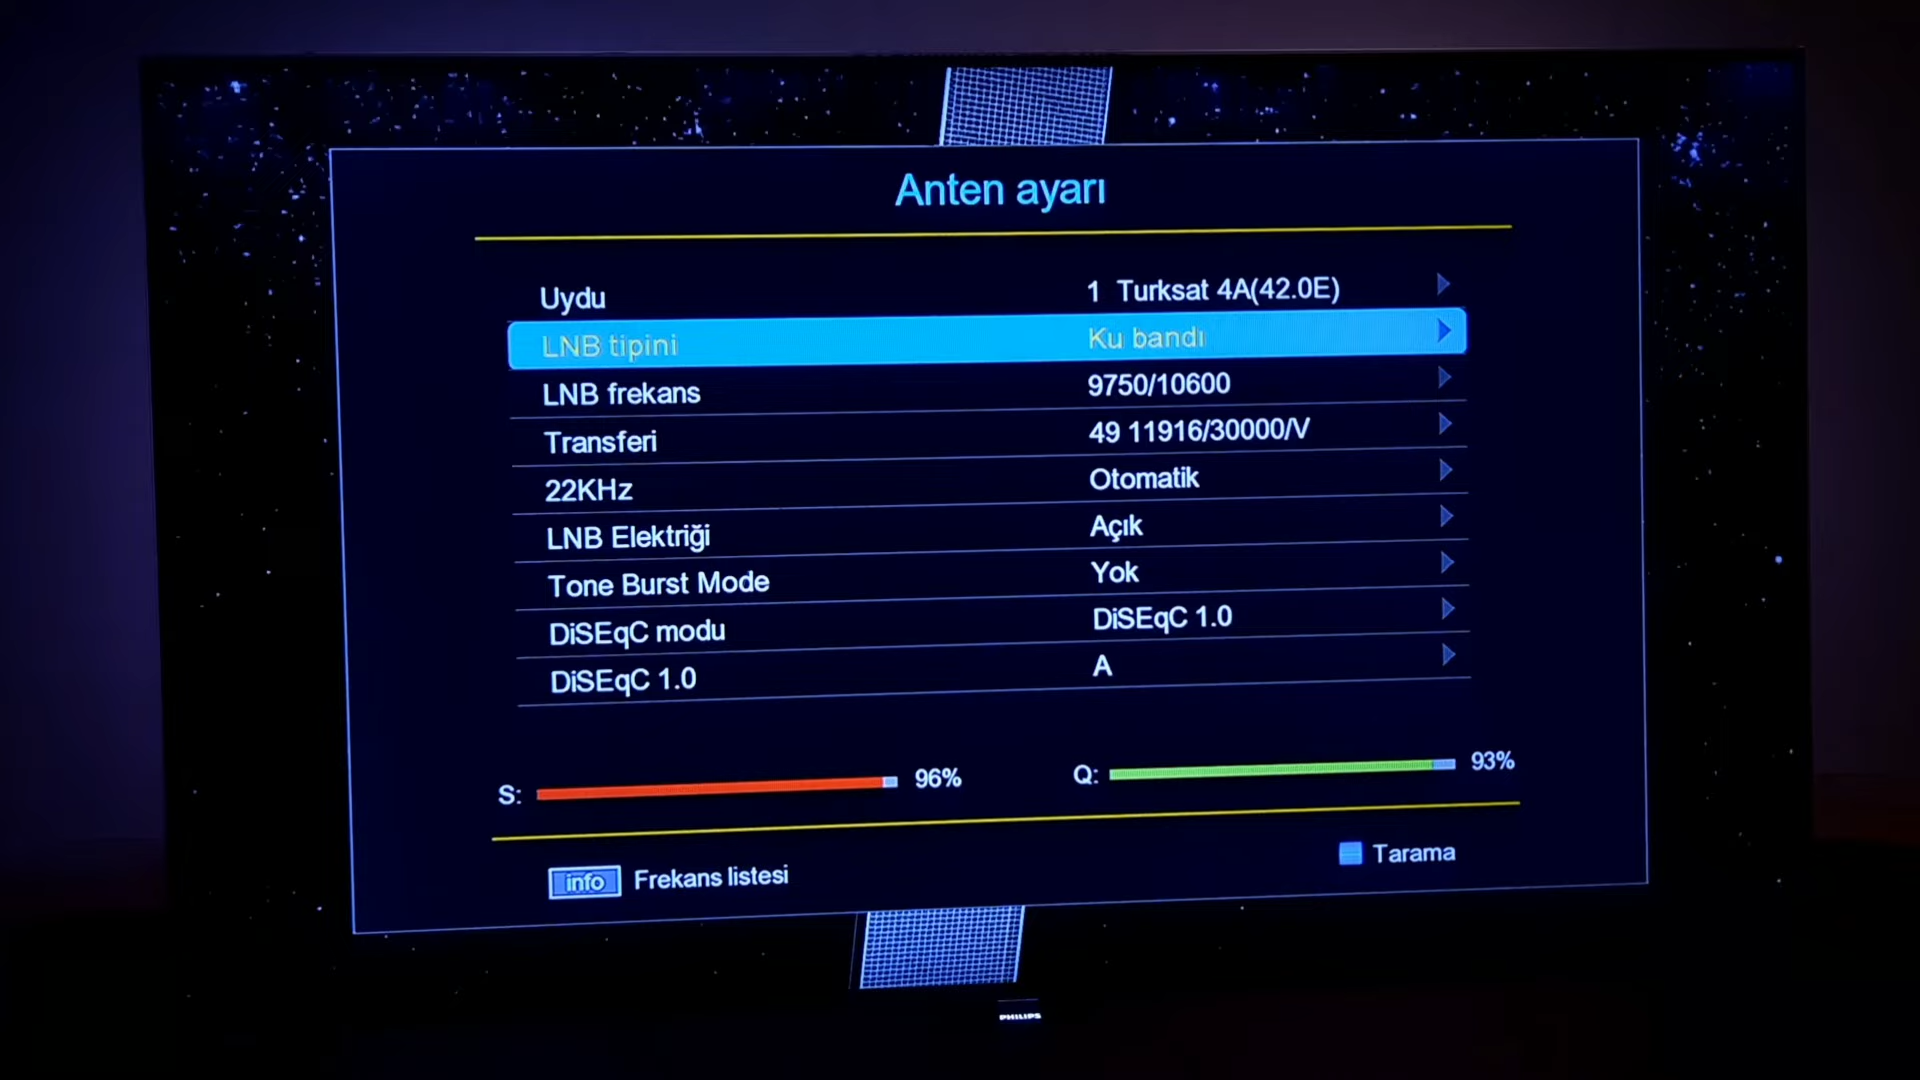 Anten ayarı
Uydu 1 Turksat 4A(42.0E)
LNB tipini Ku bandı
LNB frekans 9750/10600
Transferi 49 11916/30000/V
22KHz Otomatik
LNB Elektriği Açık
Tone Burst Mode Yok
DiSEqC modu DiSEqC 1.0
DiSEqC 1.0 A
S: 96% Q: 93%
info Frekans listesi Tarama
PHILIPS